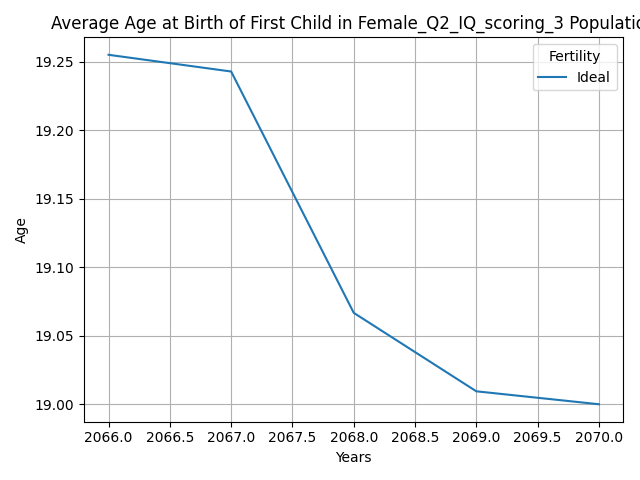 Average Age at Birth of First Child in Female_Q2_IQ_scoring_3 Populatio
Fertility
Ideal
19.25
19.20
19.15
19.10
19.05
19.00
Age
2066.0 2066.5 2067.0 2067.5 2068.0 2068.5 2069.0 2069.5 2070.0
Years